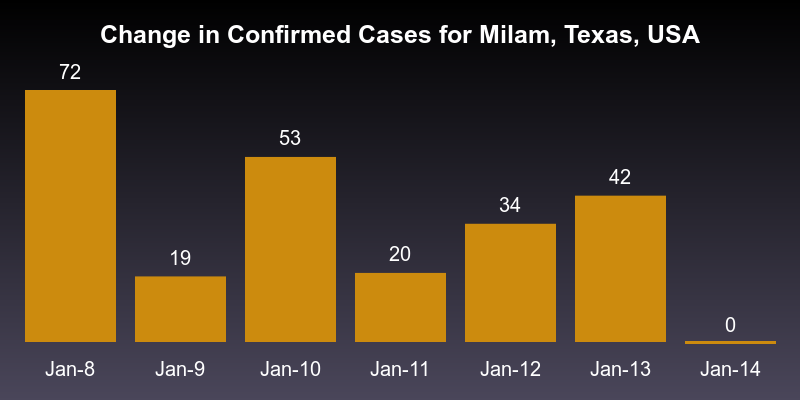 Change in Confirmed Cases for Milam, Texas, USA
72
19
53
20
34
42
0
Jan-8
Jan-9
Jan-10
Jan-11
Jan-12
Jan-13
Jan-14